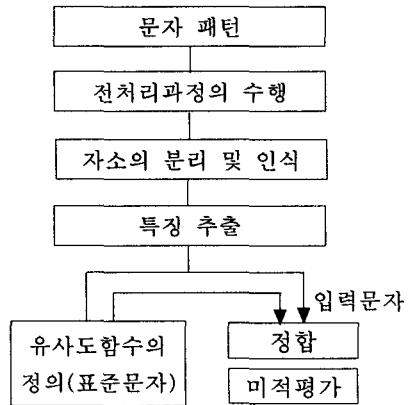 문자 패턴
전처리과정의 수행
자소의 분리 및 인식
특징 추출
입력문자
유사도함수의
정의(표준문자)
정합
미적평가